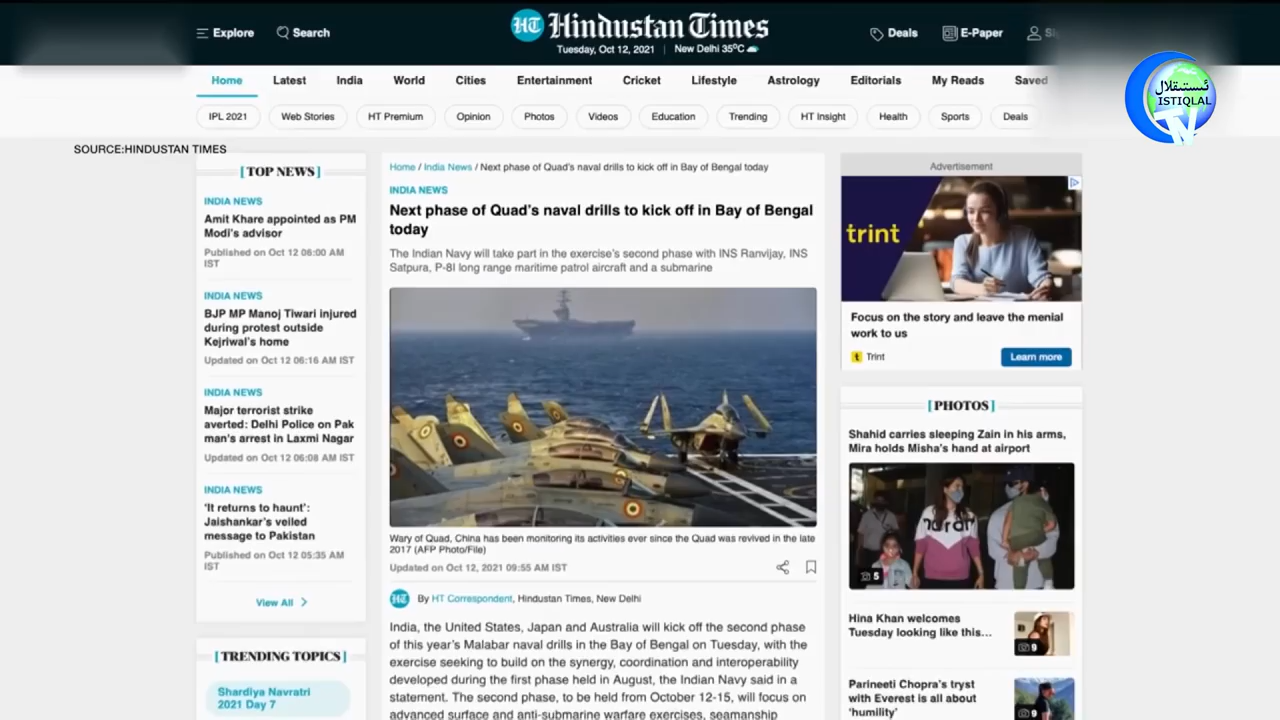 Explore
Search
HT Hindustan Times
Tuesday, Oct 12, 2021 | New Delhi 35⁰C
Deals
E-Paper
Home
Latest
India
World
Cities
Entertainment
Cricket
Lifestyle
Astrology
Editorials
My Reads
Saved
ئىستىقلال
ISTIQLAL
TV
IPL 2021
Web Stories
HT Premium
Opinion
Photos
Videos
Education
Trending
HT Insight
Health
Sports
Deals
SOURCE:HINDUSTAN TIMES
[TOP NEWS]
INDIA NEWS
Amit Khare appointed as PM
Modi's advisor
Published on Oct 12 06:00 AM
IST
INDIA NEWS
BJP MP Manoj Tiwari injured
during protest outside
Kejriwal's home
Updated on Oct 12 06:16 AM IST
INDIA NEWS
Major terrorist strike
averted: Delhi Police on Pak
man's arrest in Laxmi Nagar
Updated on Oct 12 06:08 AM IST
INDIA NEWS
'It returns to haunt':
Jaishankar's veiled
message to Pakistan
Published on Oct 12 05:35 AM
IST
View All
[TRENDING TOPICS]
Shardiya Navratri
2021 Day 7
Home / India News / Next phase of Quad's naval drills to kick off in Bay of Bengal today
INDIA NEWS
Next phase of Quad's naval drills to kick off in Bay of Bengal
today
The Indian Navy will take part in the exercise's second phase with INS Ranvijay, INS
Satpura, P-8I long range maritime patrol aircraft and a submarine
Wary of Quad, China has been monitoring its activities ever since the Quad was revived in the late
2017 (AFP Photo/File)
Updated on Oct 12, 2021 09:55 AM IST
HT By HT Correspondent, Hindustan Times, New Delhi
India, the United States, Japan and Australia will kick off the second phase
of this year's Malabar naval drills in the Bay of Bengal on Tuesday, with the
exercise seeking to build on the synergy, coordination and interoperability
developed during the first phase held in August, the Indian Navy said in a
statement. The second phase, to be held from October 12-15, will focus on
advanced surface and anti-submarine warfare exercises, seamanship
Advertisement
trint
Focus on the story and leave the menial
work to us
t Trint
Learn more
[PHOTOS]
Shahid carries sleeping Zain in his arms,
Mira holds Misha's hand at airport
5
Hina Khan welcomes
Tuesday looking like this...
9
Parineeti Chopra's tryst
with Everest is all about
'humility'
9